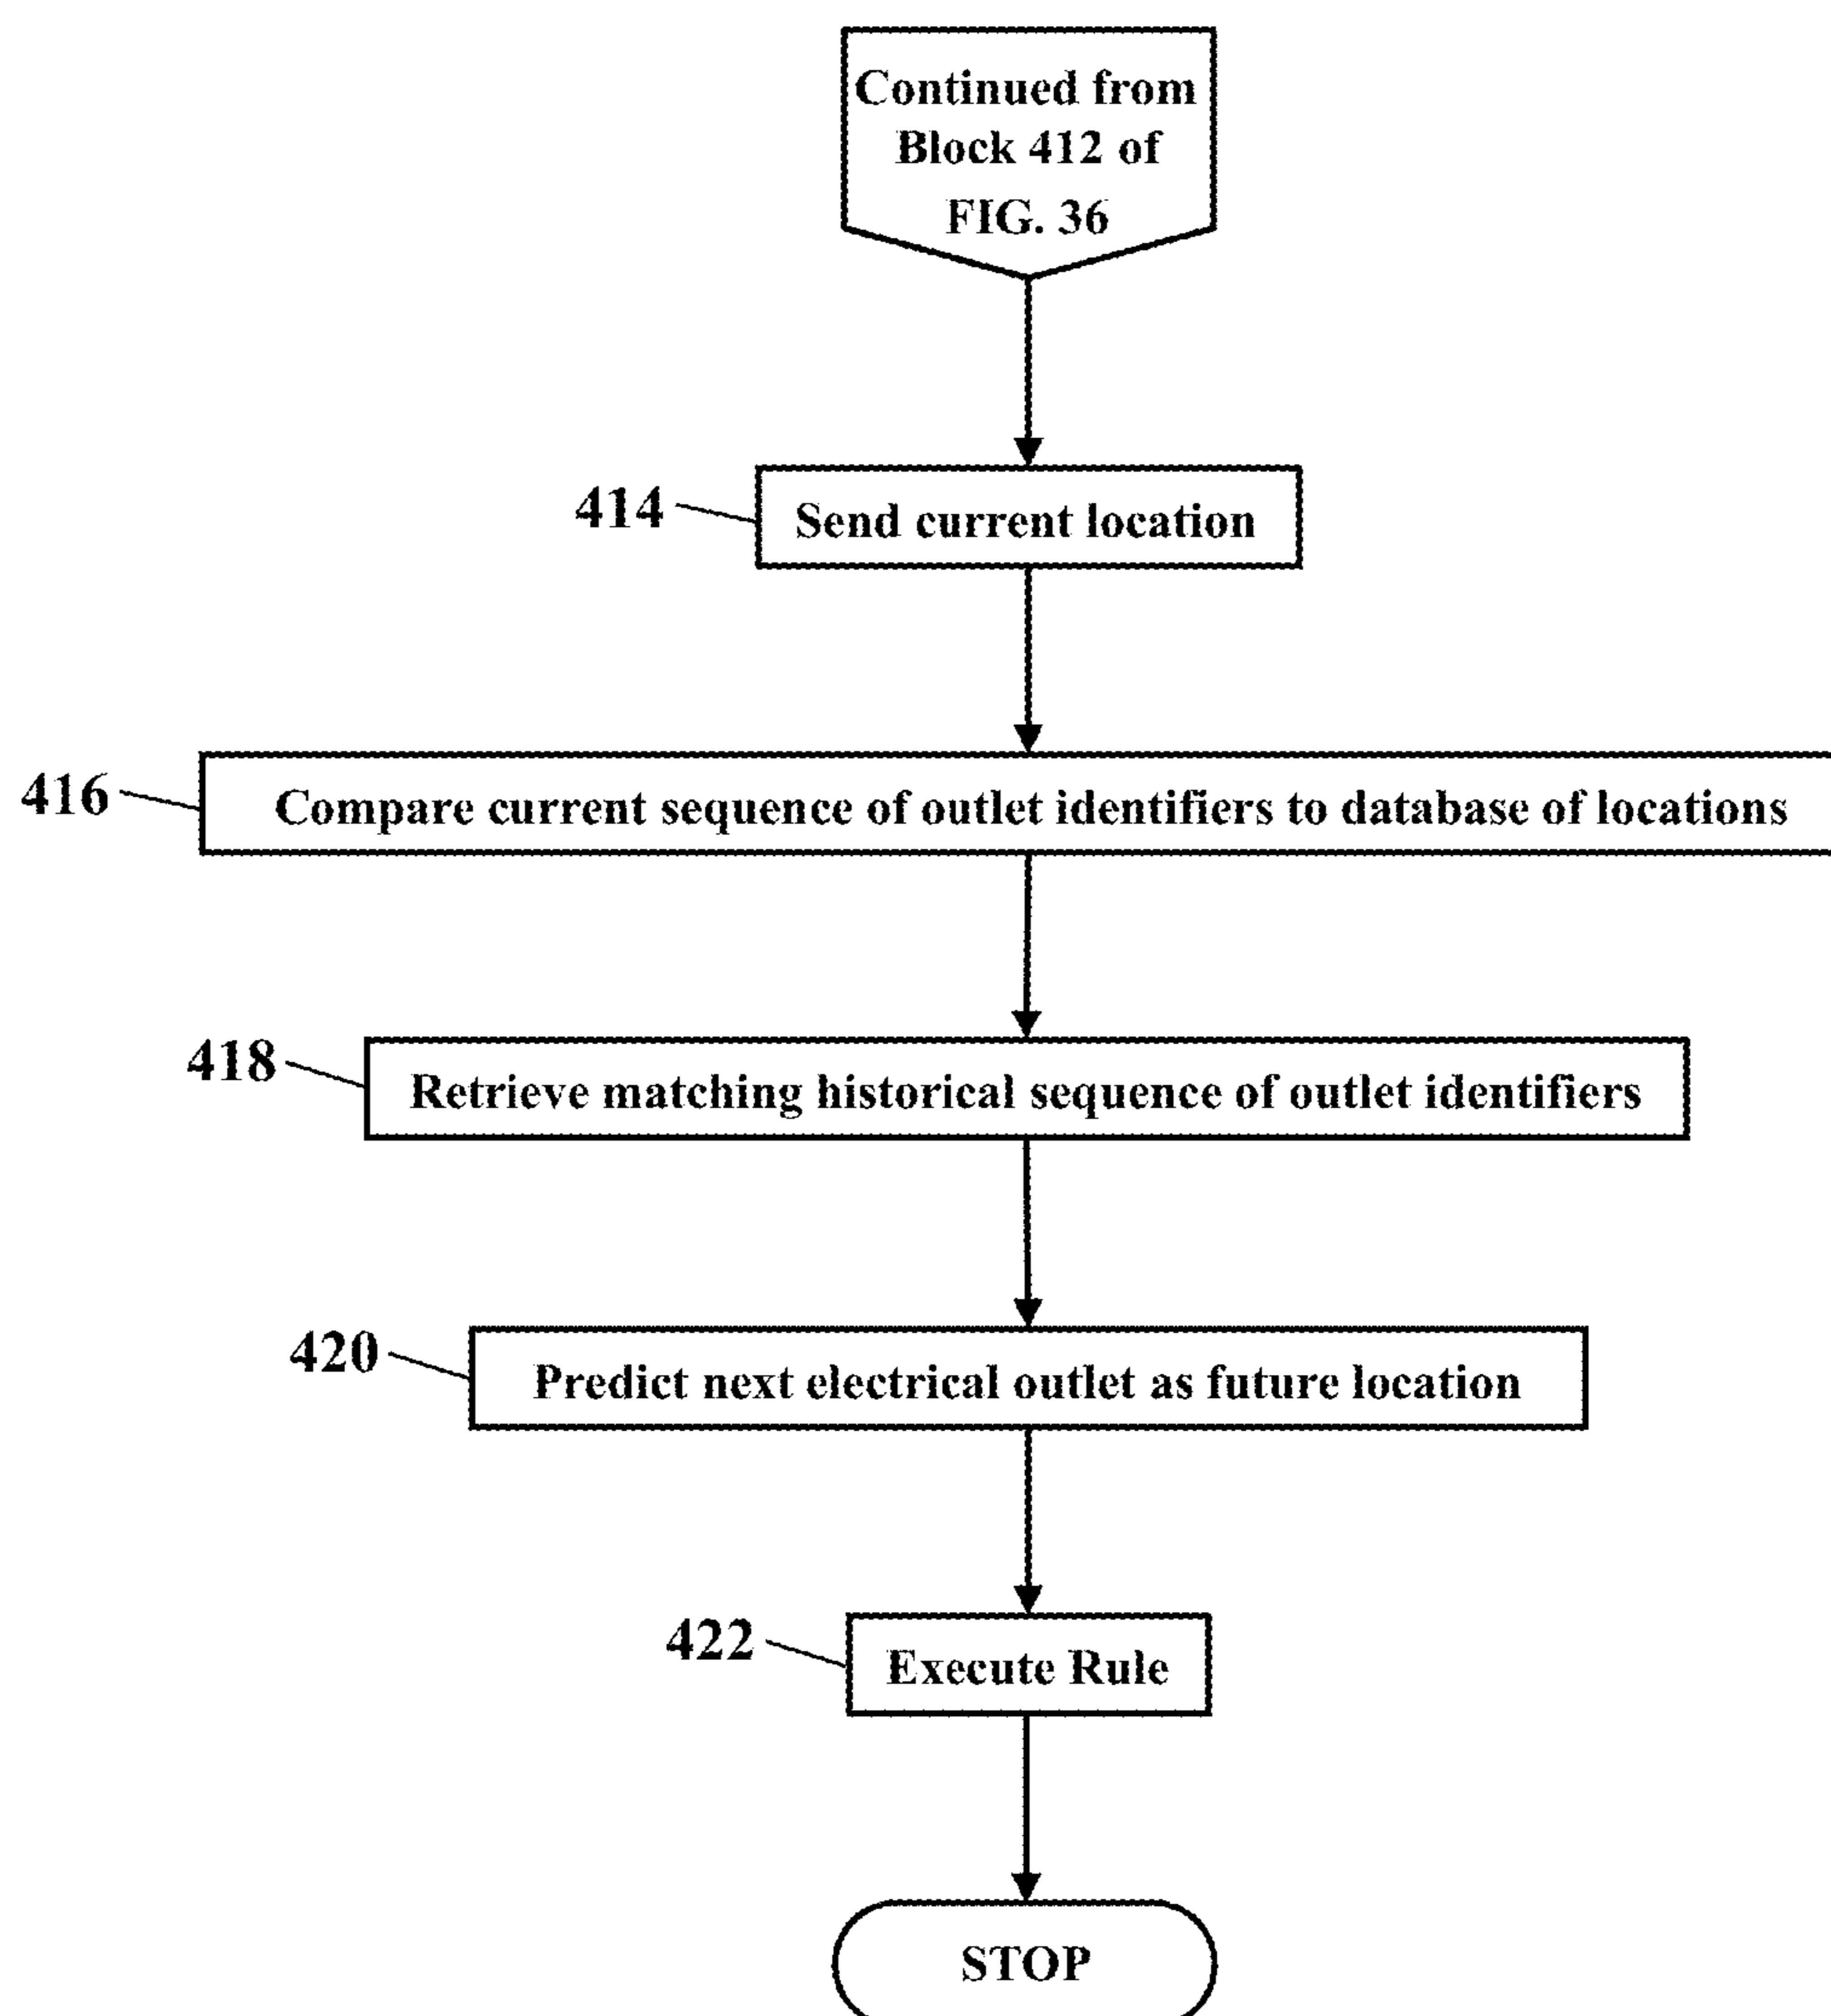 Continued from
Block 412 of
FIG. 36
414
Send current location
416
Compare current sequence of outlet identifiers to database of locations
418
Retrieve matching historical sequence of outlet identifiers
420
Predict next electrical outlet as future location
422
Execute Rule
STOP